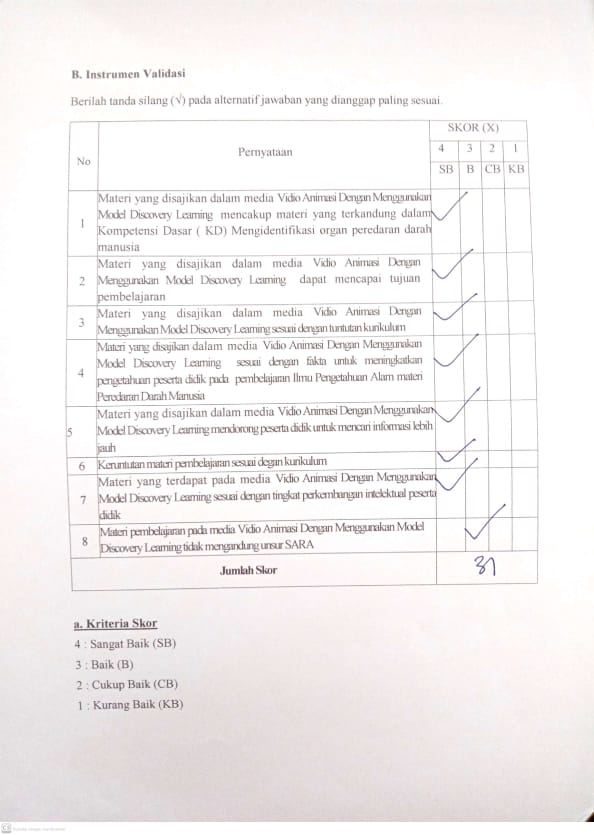 B. Instrumen Validasi
Berilah tanda silang (√) pada alternatif jawaban yang dianggap paling sesuai.
No
Pernyataan
SKOR (X)
4 3 2 1
SB B CB KB
1
Materi yang disajikan dalam media Vidio Animasi Dengan Menggunakan
Model Discovery Learning mencakup materi yang terkandung dalam
Kompetensi Dasar ( KD) Mengidentifikasi organ peredaran darah
manusia
✓
2
Materi yang disajikan dalam media Vidio Animasi Dengan
Menggunakan Model Discovery Learning dapat mencapai tujuan
pembelajaran
✓
3
Materi yang disajikan dalam media Vidio Animasi Dengan
Menggunakan Model Discovery Learning sesuai dengan tuntutan kurikulum
✓
4
Materi yang disajikan dalam media Vidio Animasi Dengan Menggunakan
Model Discovery Learning sesuai dengan fakta untuk meningkatkan
pengetahuan peserta didik pada pembelajaran Ilmu Pengetahuan Alam materi
Peredaran Darah Manusia
✓
5
Materi yang disajikan dalam media Vidio Animasi Dengan Menggunakan
Model Discovery Learning mendorong peserta didik untuk mencari informasi lebih
jauh
✓
6
Keruntutan materi pembelajaran sesuai degan kurikulum
✓
7
Materi yang terdapat pada media Vidio Animasi Dengan Menggunakan
Model Discovery Learning sesuai dengan tingkat perkembangan intelektual peserta
didik
✓
8
Materi pembelajaran pada media Vidio Animasi Dengan Menggunakan Model
Discovery Learning tidak mengandung unsur SARA
✓
Jumlah Skor
31
a. Kriteria Skor
4 : Sangat Baik (SB)
3 : Baik (B)
2 : Cukup Baik (CB)
1 : Kurang Baik (KB)
CS